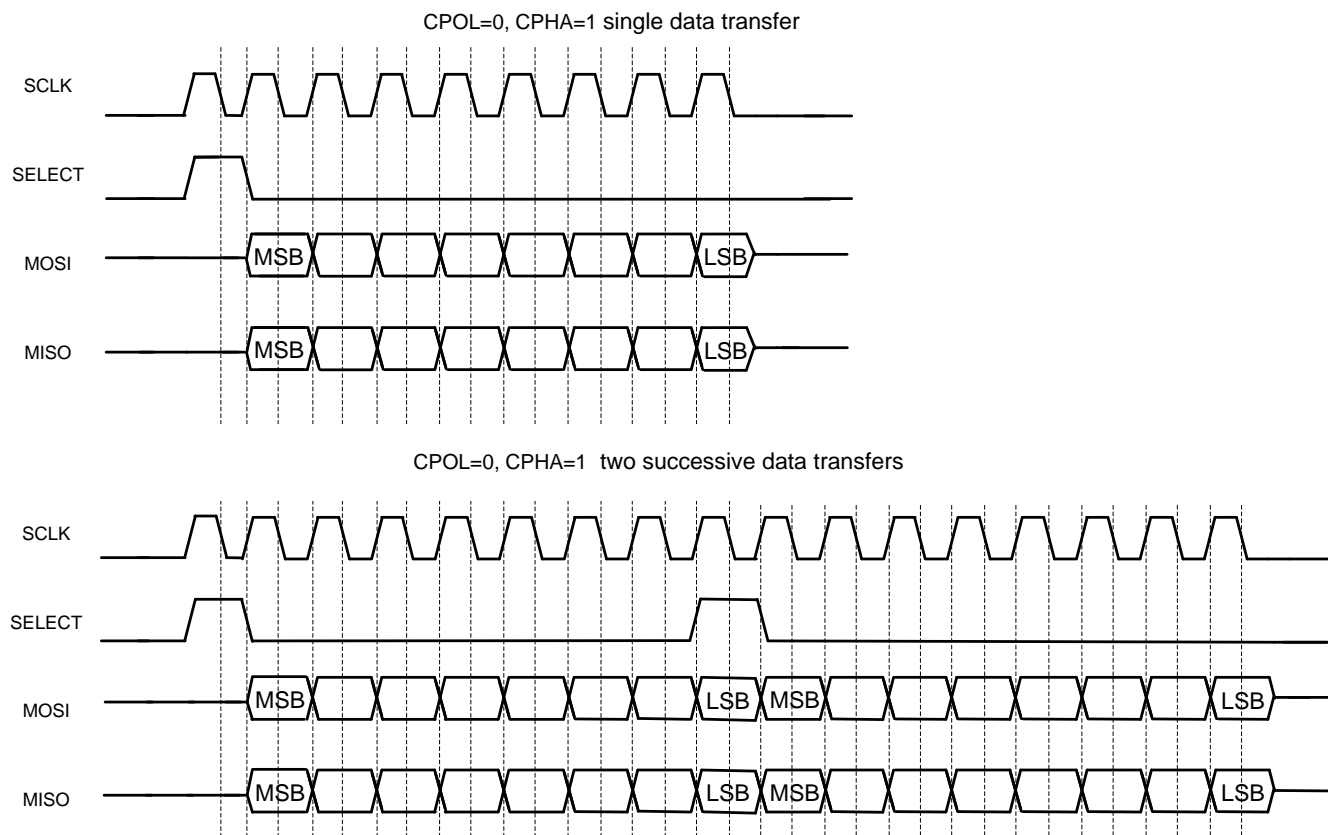 CPOL=0, CPHA=1 single data transfer
SCLK
SELECT
MOSI
MSB
LSB
MISO
MSB
LSB
CPOL=0, CPHA=1 two successive data transfers
SCLK
SELECT
MOSI
MSB
LSB
MSB
LSB
MISO
MSB
LSB
MSB
LSB